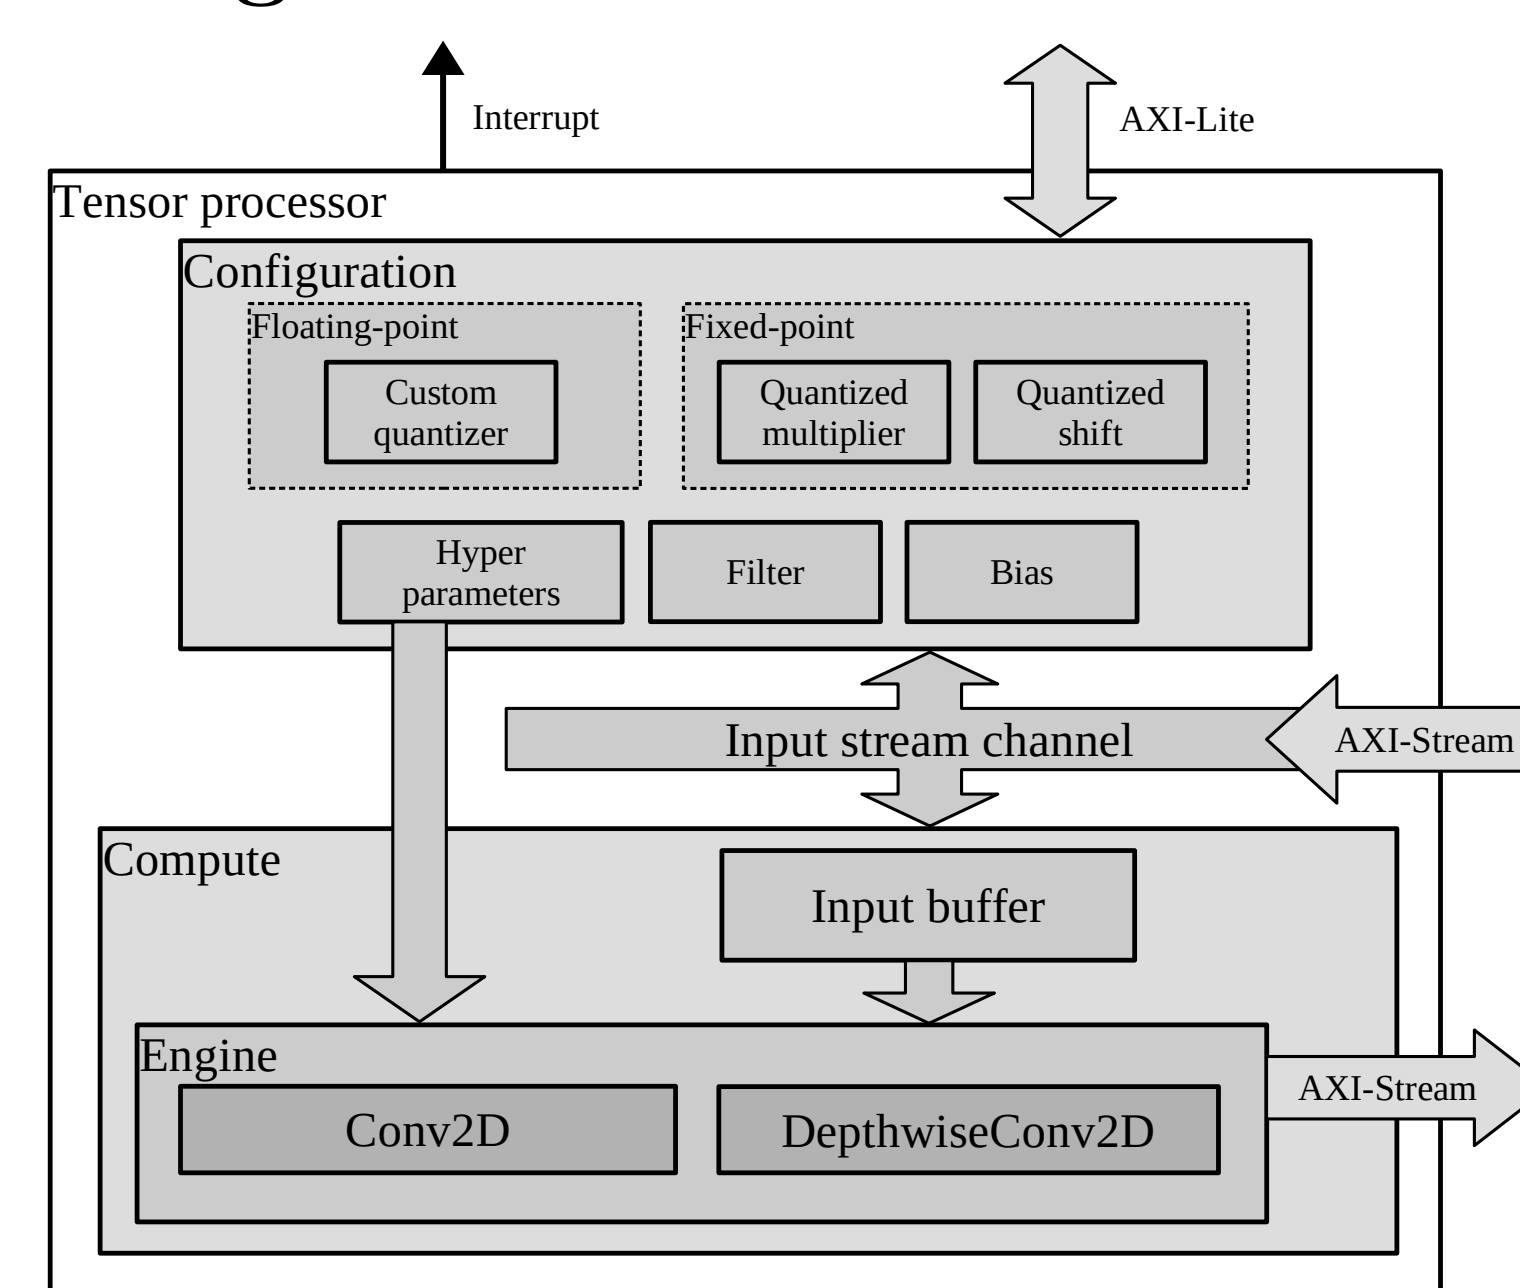 Interrupt
AXI-Lite
Tensor processor
Configuration
Floating-point
Fixed-point
Custom
quantizer
Quantized
multiplier
Quantized
shift
Hyper
parameters
Filter
Bias
Input stream channel
AXI-Stream
Compute
Input buffer
Engine
AXI-Stream
Conv2D
DepthwiseConv2D